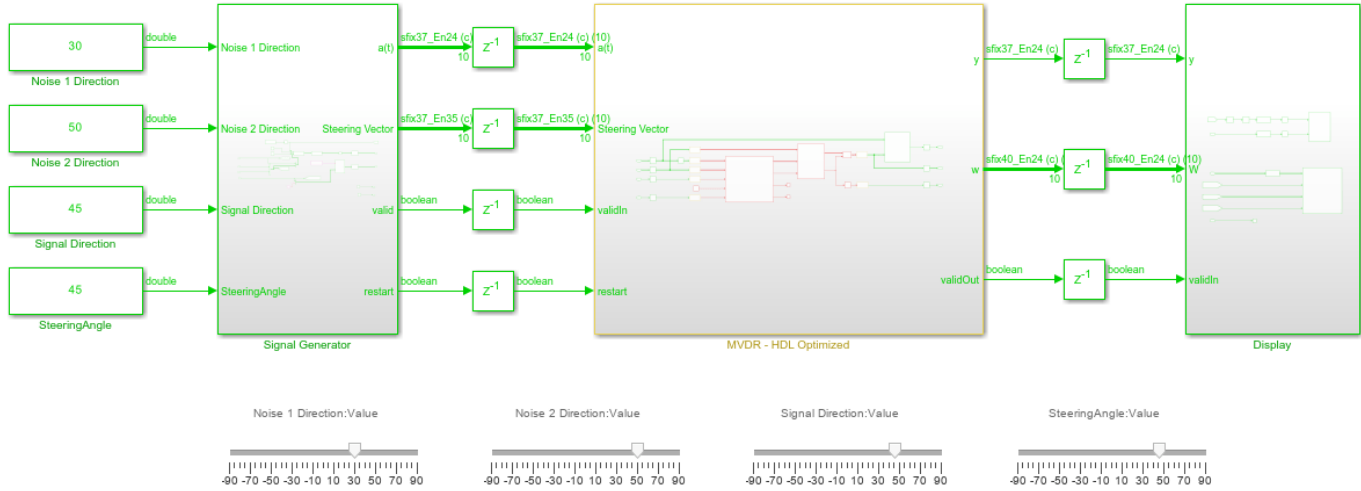 30
double
Noise 1 Direction
Noise 1 Direction
a(t)
sfix37_En24 (c)
10
z-1
sfix37_En24 (c) (10)
10
a(t)
y
sfix37_En24 (c)
z-1
sfix37_En24 (c)
y
50
double
Noise 2 Direction
Noise 2 Direction
Steering Vector
sfix37_En35 (c)
10
z-1
sfix37_En35 (c) (10)
10
Steering Vector
w
sfix40_En24 (c) (10)
10
z-1
sfix40_En24 (c) (10)
10
W
45
double
Signal Direction
Signal Direction
valid
boolean
z-1
boolean
validIn
45
double
SteeringAngle
SteeringAngle
restart
boolean
z-1
boolean
restart
validOut
boolean
z-1
boolean
validIn
Signal Generator
MVDR - HDL Optimized
Display
Noise 1 Direction:Value
Noise 2 Direction:Value
Signal Direction:Value
SteeringAngle:Value
-90 -70 -50 -30 -10 10 30 50 70 90
-90 -70 -50 -30 -10 10 30 50 70 90
-90 -70 -50 -30 -10 10 30 50 70 90
-90 -70 -50 -30 -10 10 30 50 70 90